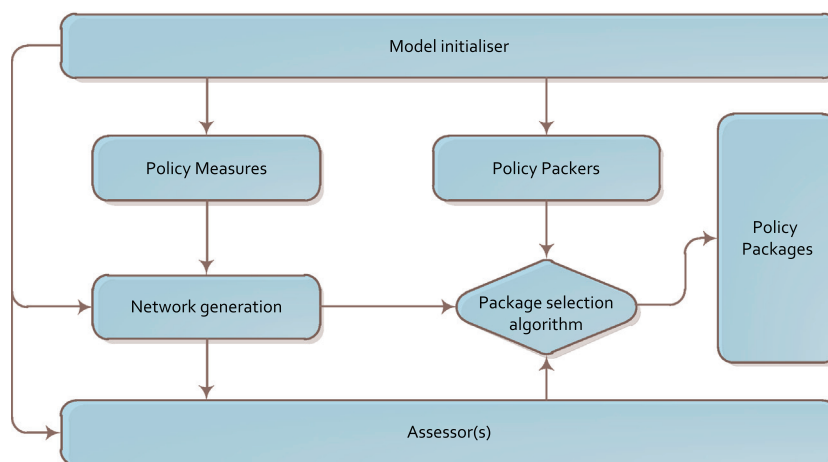 Model initialiser
Policy Measures
Policy Packers
Policy
Packages
Network generation
Package selection
algorithm
Assessor(s)